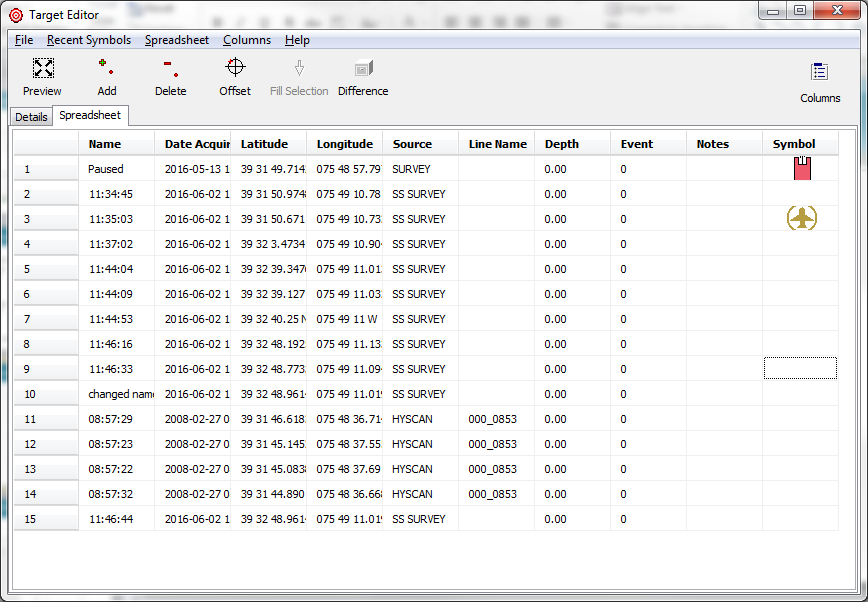 Target Editor
File Recent Symbols Spreadsheet Columns Help
Preview Add Delete Offset Fill Selection Difference Columns
Details Spreadsheet
Name Date Acquir Latitude Longitude Source Line Name Depth Event Notes Symbol
1 Paused 2016-05-13 1 39 31 49.714 075 48 57.79 SURVEY 0.00 0
2 11:34:45 2016-06-02 1 39 31 50.974 075 49 10.78 SS SURVEY 0.00 0
3 11:35:03 2016-06-02 1 39 31 50.671 075 49 10.73 SS SURVEY 0.00 0
4 11:37:02 2016-06-02 1 39 32 3.4734 075 49 10.90 SS SURVEY 0.00 0
5 11:44:04 2016-06-02 1 39 32 39.347 075 49 11.01 SS SURVEY 0.00 0
6 11:44:09 2016-06-02 1 39 32 39.127 075 49 11.03 SS SURVEY 0.00 0
7 11:44:53 2016-06-02 1 39 32 40.25 N 075 49 11 W SS SURVEY 0.00 0
8 11:46:16 2016-06-02 1 39 32 48.192 075 49 11.13 SS SURVEY 0.00 0
9 11:46:33 2016-06-02 1 39 32 48.773 075 49 11.09 SS SURVEY 0.00 0
10 changed name 2016-06-02 1 39 32 48.961 075 49 11.01 SS SURVEY 0.00 0
11 08:57:29 2008-02-27 0 39 31 46.618 075 48 36.71 HYSCAN 000_0853 0.00 0
12 08:57:23 2008-02-27 0 39 31 45.145 075 48 37.55 HYSCAN 000_0853 0.00 0
13 08:57:22 2008-02-27 0 39 31 45.083 075 48 37.69 HYSCAN 000_0853 0.00 0
14 08:57:32 2008-02-27 0 39 31 44.890 075 48 36.66 HYSCAN 000_0853 0.00 0
15 11:46:44 2016-06-02 1 39 32 48.961 075 49 11.01 SS SURVEY 0.00 0